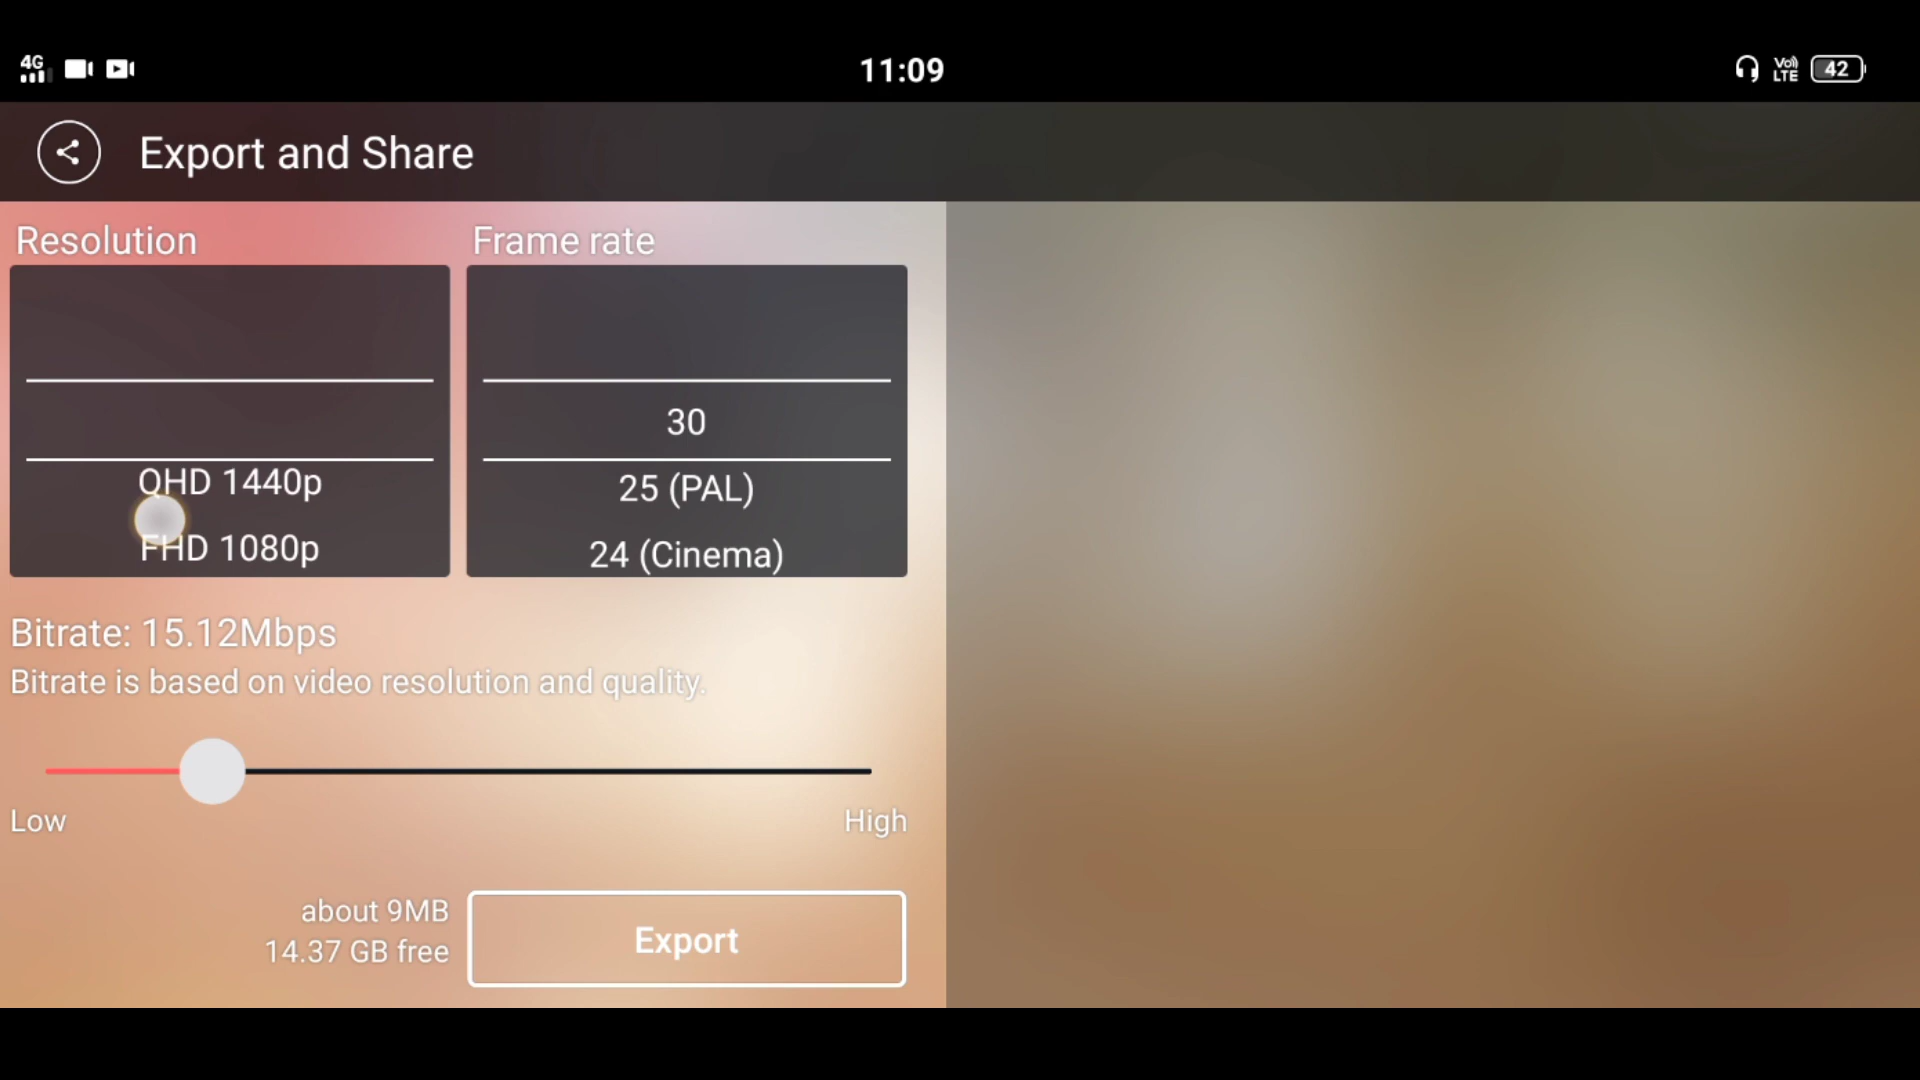 4G
11:09
Vo)) LTE
42
Export and Share
Resolution
Frame rate
30
QHD 1440p
25 (PAL)
FHD 1080p
24 (Cinema)
Bitrate: 15.12Mbps
Bitrate is based on video resolution and quality.
Low
High
about 9MB
14.37 GB free
Export